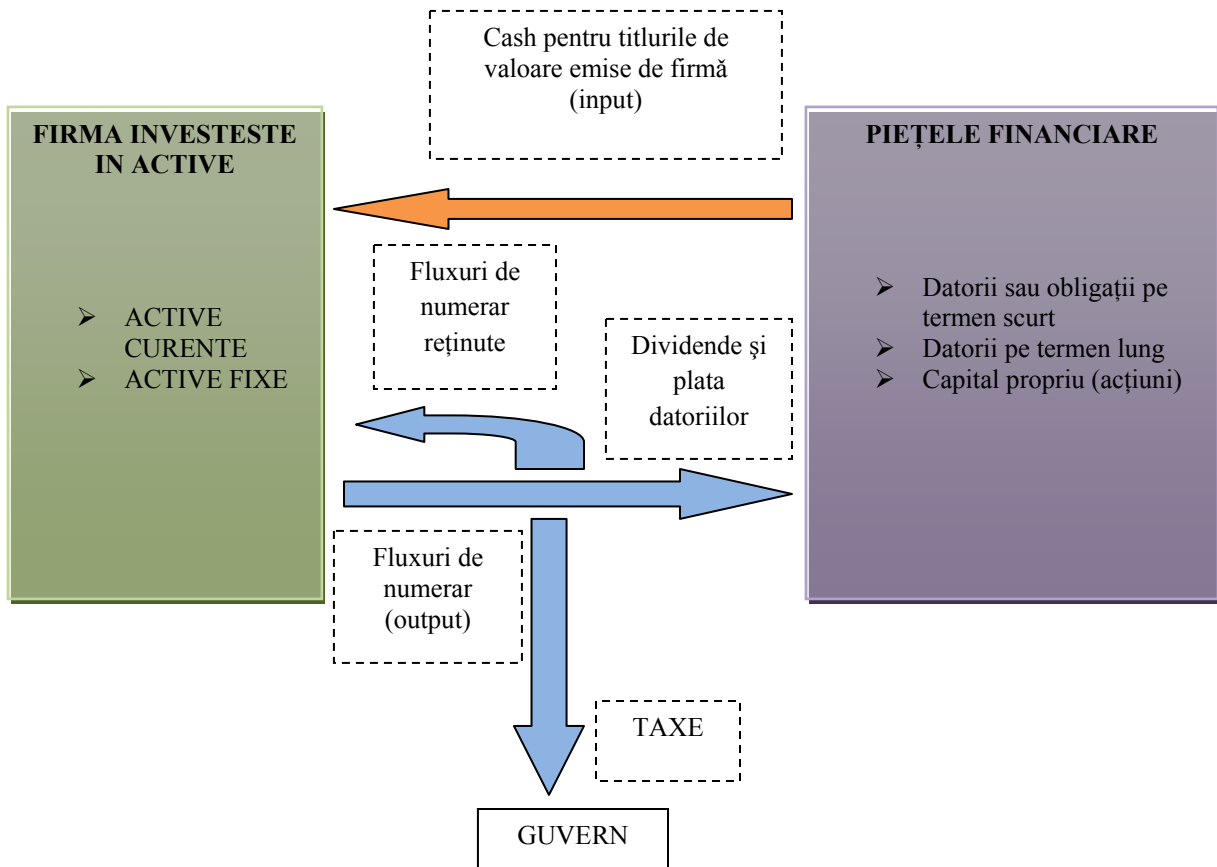 Cash pentru titlurile de
valoare emise de firmă
(input)
FIRMA INVESTESTE
IN ACTIVE
➢ ACTIVE
CURENTE
➢ ACTIVE FIXE
PIEȚELE FINANCIARE
➢ Datorii sau obligații pe
termen scurt
➢ Datorii pe termen lung
➢ Capital propriu (acțiuni)
Fluxuri de
numerar
reținute
Dividende şi
plata
datoriilor
Fluxuri de
numerar
(output)
TAXE
GUVERN